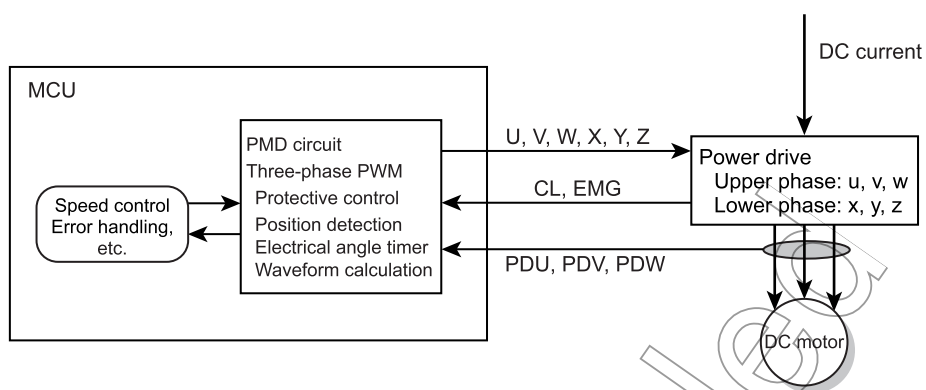 DC current
MCU
PMD circuit
Three-phase PWM
Protective control
Position detection
Electrical angle timer
Waveform calculation
Speed control
Error handling,
etc.
U, V, W, X, Y, Z
CL, EMG
PDU, PDV, PDW
Power drive
Upper phase: u, v, w
Lower phase: x, y, z
DC motor